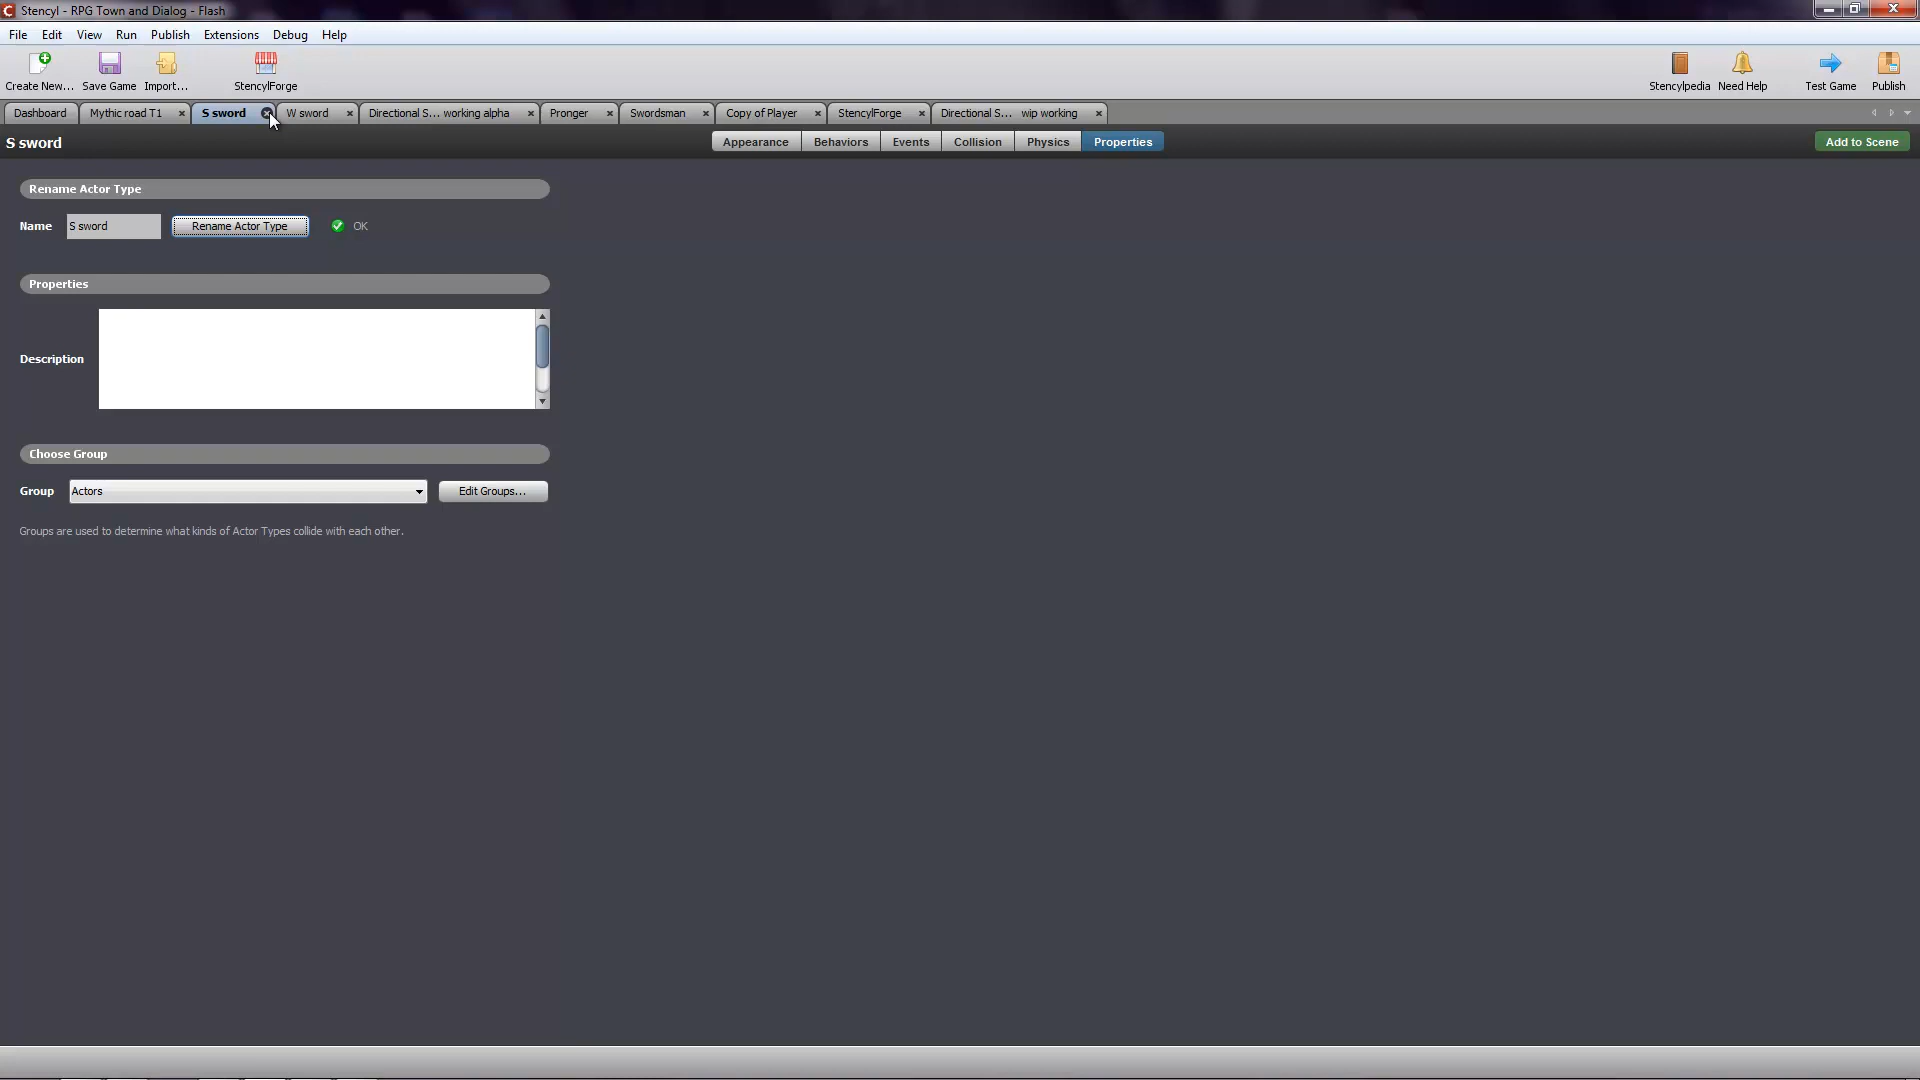 Stencyl - RPG Town and Dialog - Flash
File Edit View Run Publish Extensions Debug Help
Create New... Save Game Import... StencylForge Stencylpedia Need Help Test Game Publish
Dashboard Mythic road T1 S sword W sword Directional S... working alpha Pronger Swordsman Copy of Player StencylForge Directional S... wip working
S sword Appearance Behaviors Events Collision Physics Properties Add to Scene
Rename Actor Type
Name S sword Rename Actor Type OK
Properties
Description
Choose Group
Group Actors Edit Groups...
Groups are used to determine what kinds of Actor Types collide with each other.